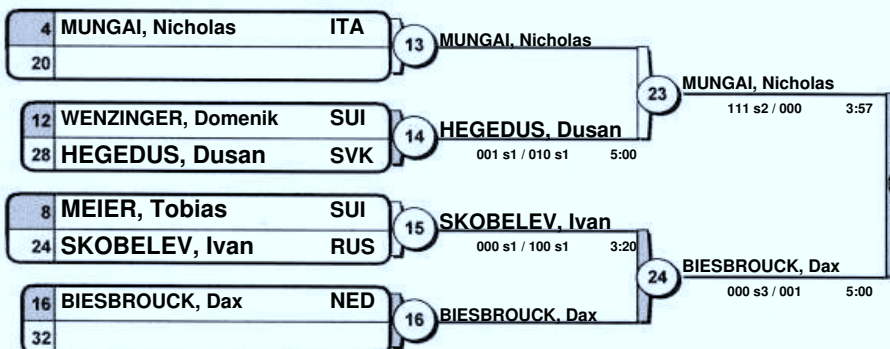 4 MUNGAI, Nicholas ITA
20
13 MUNGAI, Nicholas
12 WENZINGER, Domenik SUI
28 HEGEDUS, Dusan SVK
14 HEGEDUS, Dusan
001 s1 / 010 s1 5:00
23 MUNGAI, Nicholas
111 s2 / 000 3:57
8 MEIER, Tobias SUI
24 SKOBELEV, Ivan RUS
15 SKOBELEV, Ivan
000 s1 / 100 s1 3:20
16 BIESBROUCK, Dax NED
32
16 BIESBROUCK, Dax
24 BIESBROUCK, Dax
000 s3 / 001 5:00